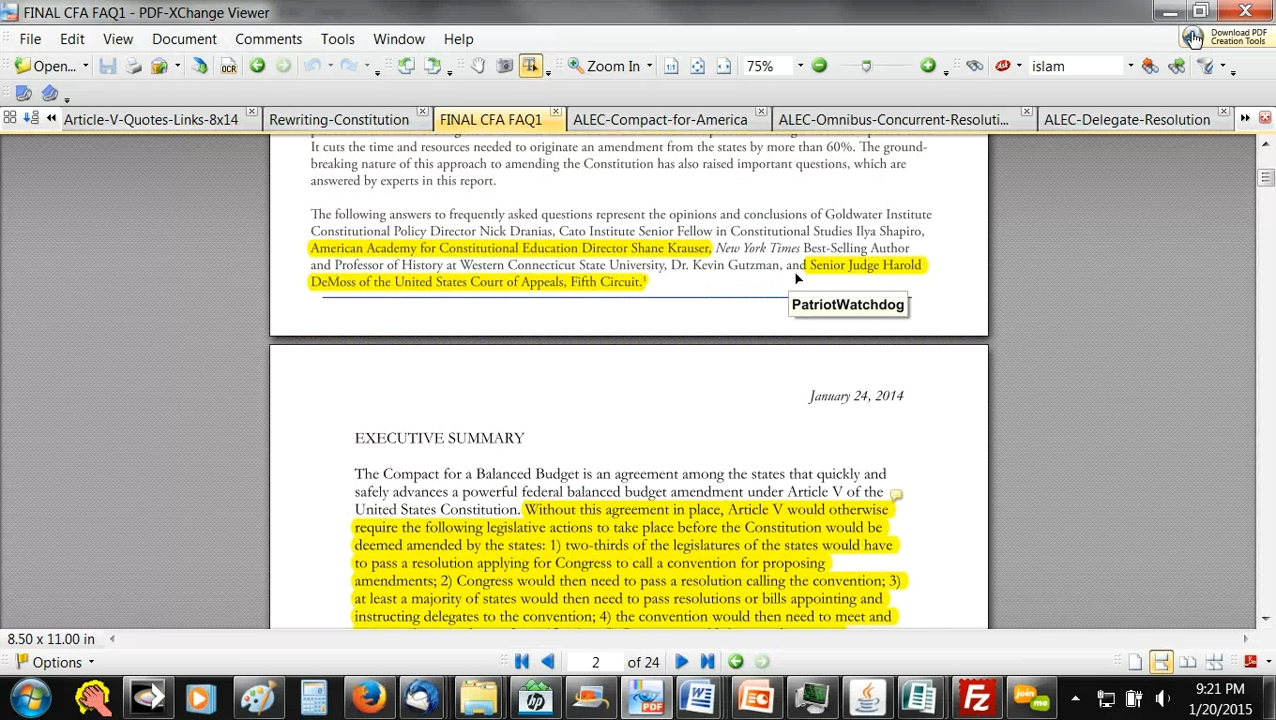 FINAL CFA FAQ1 - PDF-XChange Viewer
File Edit View Document Comments Tools Window Help
Download PDF
Creation Tools
Open... OCR Zoom In 75% islam
Article-V-Quotes-Links-8x14 Rewriting-Constitution FINAL CFA FAQ1 ALEC-Compact-for-America ALEC-Omnibus-Concurrent-Resoluti... ALEC-Delegate-Resolution
It cuts the time and resources needed to originate an amendment from the states by more than 60%. The ground-
breaking nature of this approach to amending the Constitution has also raised important questions, which are
answered by experts in this report.
The following answers to frequently asked questions represent the opinions and conclusions of Goldwater Institute
Constitutional Policy Director Nick Dranias, Cato Institute Senior Fellow in Constitutional Studies Ilya Shapiro,
American Academy for Constitutional Education Director Shane Krauser, New York Times Best-Selling Author
and Professor of History at Western Connecticut State University, Dr. Kevin Gutzman, and Senior Judge Harold
DeMoss of the United States Court of Appeals, Fifth Circuit.¹
PatriotWatchdog
January 24, 2014
EXECUTIVE SUMMARY
The Compact for a Balanced Budget is an agreement among the states that quickly and
safely advances a powerful federal balanced budget amendment under Article V of the
United States Constitution. Without this agreement in place, Article V would otherwise
require the following legislative actions to take place before the Constitution would be
deemed amended by the states: 1) two-thirds of the legislatures of the states would have
to pass a resolution applying for Congress to call a convention for proposing
amendments; 2) Congress would then need to pass a resolution calling the convention; 3)
at least a majority of states would then need to pass resolutions or bills appointing and
instructing delegates to the convention; 4) the convention would then need to meet and
8.50 x 11.00 in
Options 2 of 24
hp PDF W P Fz join me
9:21 PM
1/20/2015